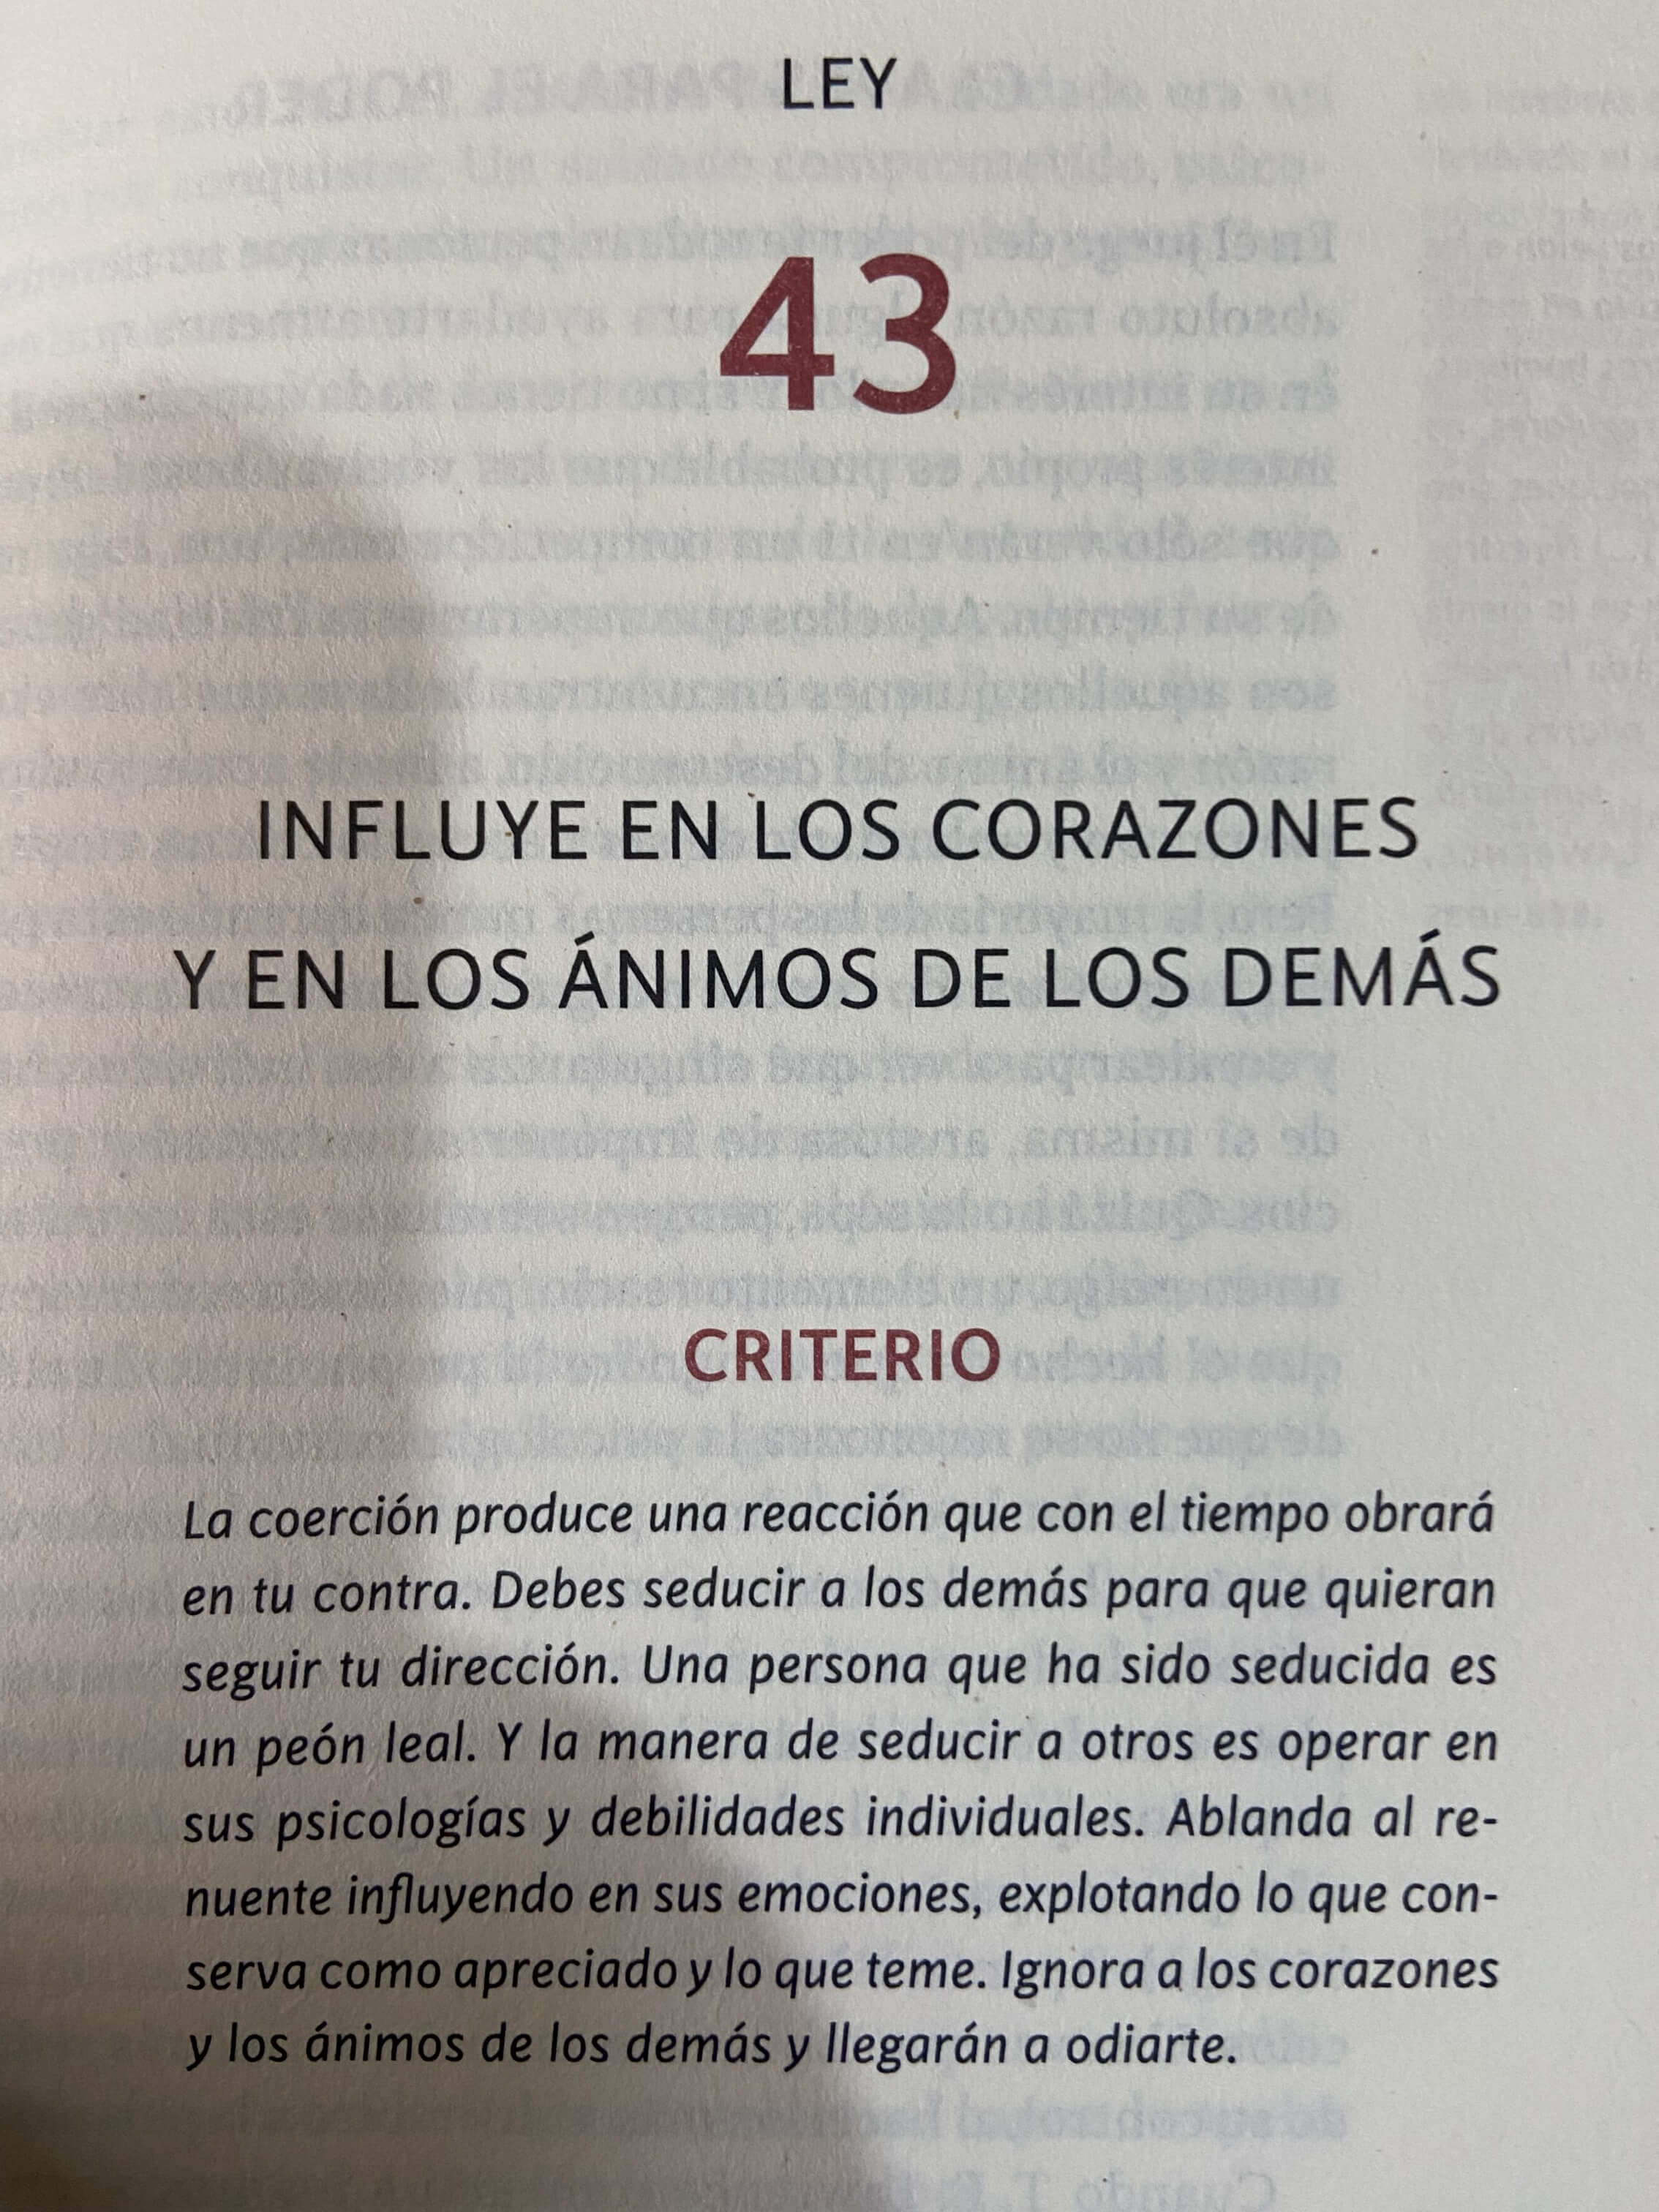 LEY
43
INFLUYE EN LOS CORAZONES
Y EN LOS ÁNIMOS DE LOS DEMÁS
CRITERIO
La coerción produce una reacción que con el tiempo obrará
en tu contra. Debes seducir a los demás para que quieran
seguir tu dirección. Una persona que ha sido seducida es
un peón leal. Y la manera de seducir a otros es operar en
sus psicologías y debilidades individuales. Ablanda al re-
nuente influyendo en sus emociones, explotando lo que con-
serva como apreciado y lo que teme. Ignora a los corazones
y los ánimos de los demás y llegarán a odiarte.